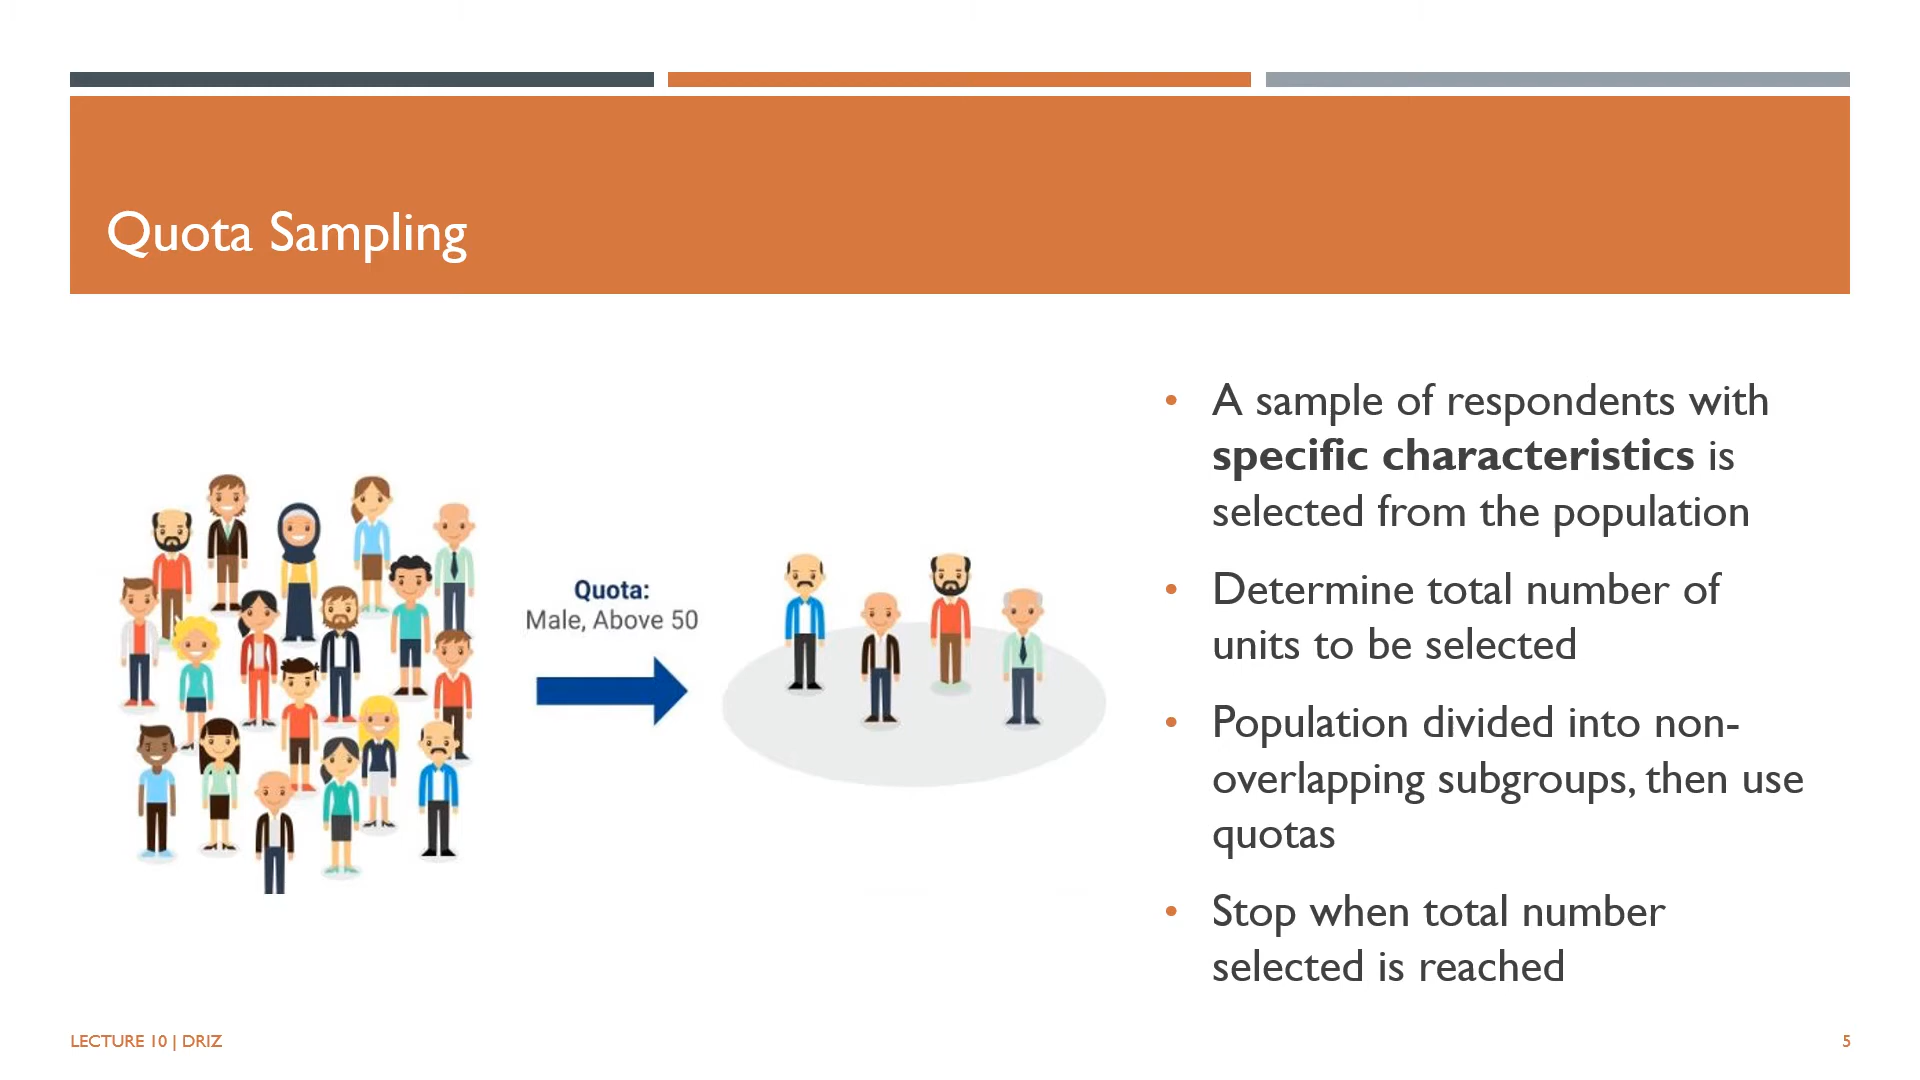 Quota Sampling
Quota:
Male, Above 50
• A sample of respondents with
specific characteristics is
selected from the population
• Determine total number of
units to be selected
• Population divided into non-
overlapping subgroups, then use
quotas
• Stop when total number
selected is reached
LECTURE 10 | DRIZ
5